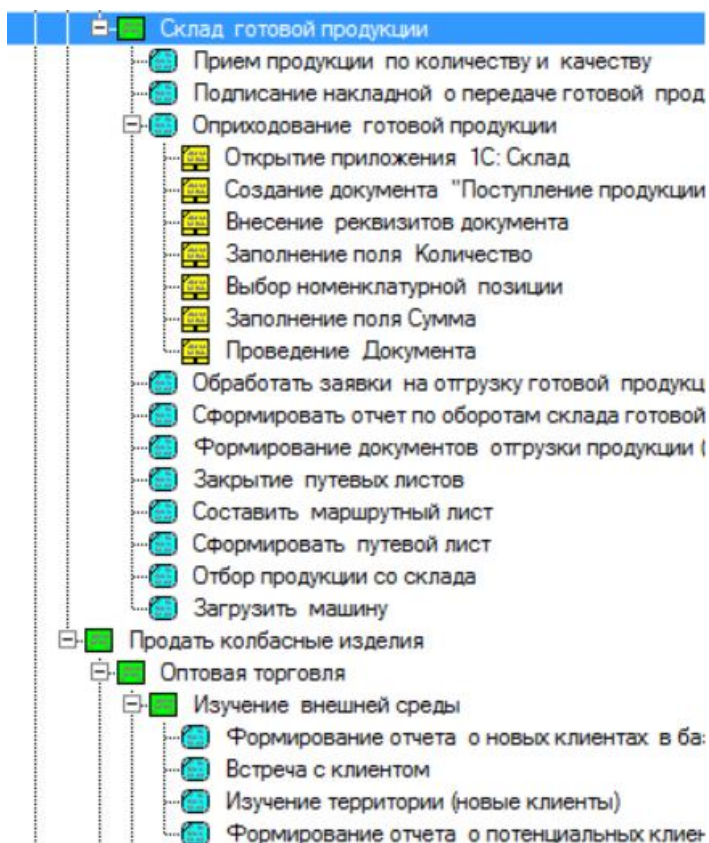 Склад готовой продукции
Прием продукции по количеству и качеству
Подписание накладной о передаче готовой прод
Оприходование готовой продукции
Открытие приложения 1С: Склад
Создание документа "Поступление продукции
Внесение реквизитов документа
Заполнение поля Количество
Выбор номенклатурной позиции
Заполнение поля Сумма
Проведение Документа
Обработать заявки на отгрузку готовой продукц
Сформировать отчет по оборотам склада готовой
Формирование документов отгрузки продукции (
Закрытие путевых листов
Составить маршрутный лист
Сформировать путевой лист
Отбор продукции со склада
Загрузить машину
Продать колбасные изделия
Оптовая торговля
Изучение внешней среды
Формирование отчета о новых клиентах в ба
Встреча с клиентом
Изучение территории (новые клиенты)
Формирование отчета о потенциальных клиен